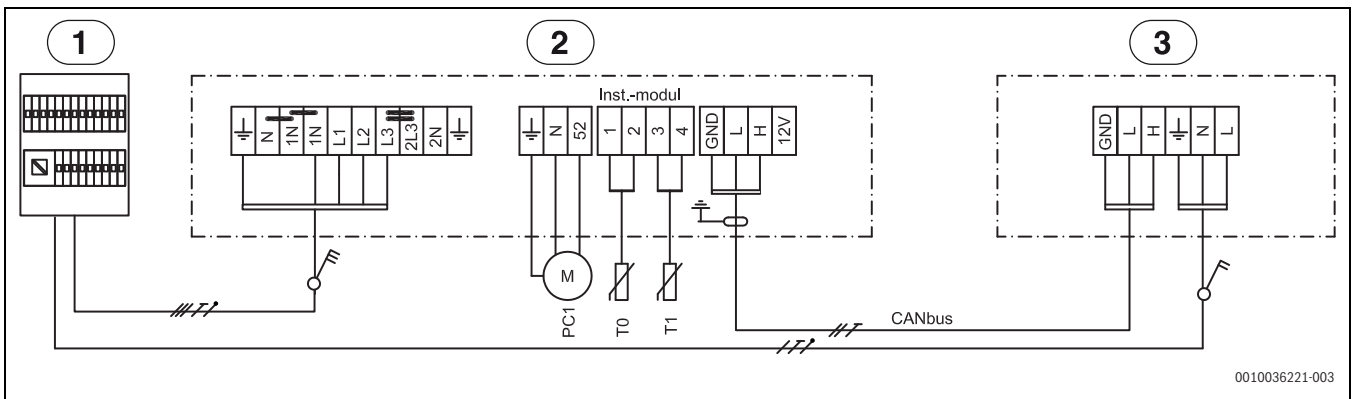 1
2
3
Inst.-modul
N
1N
1N
L1
L2
L3
2L3
2N
N
52
1
2
3
4
GND
L
H
12V
GND
L
H
N
L
M
PC1
T0
T1
CANbus
0010036221-003